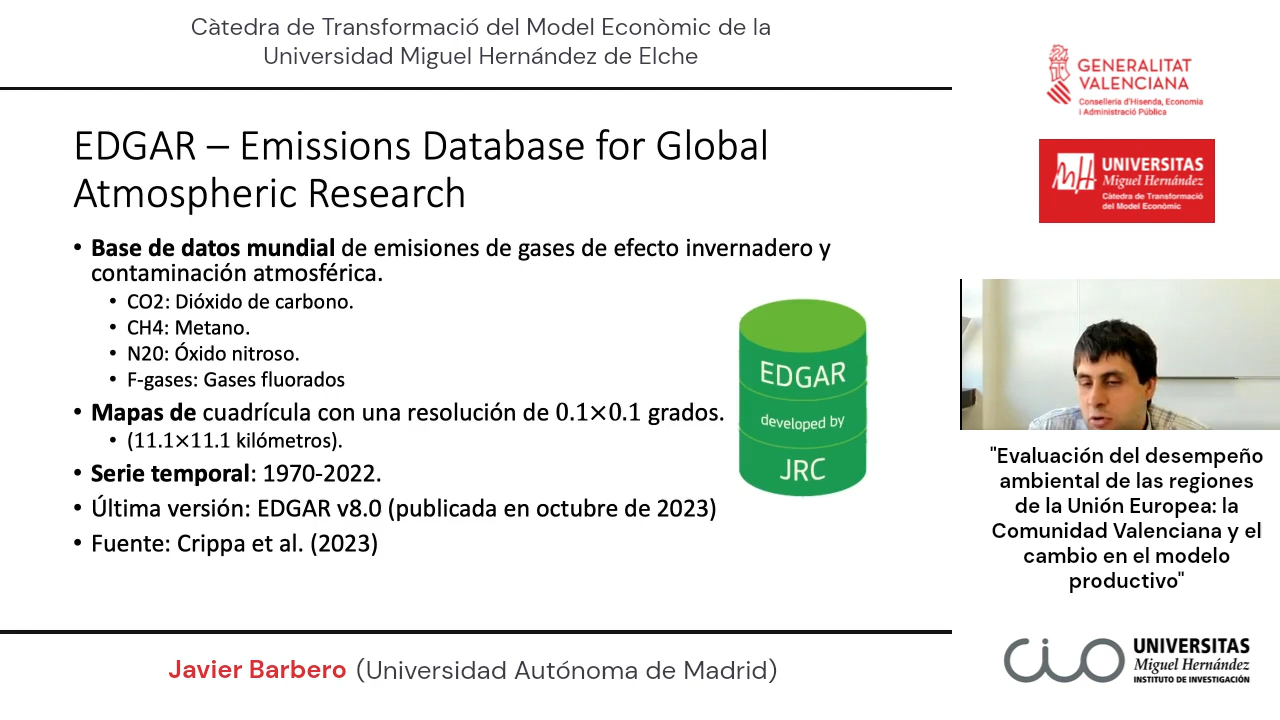 Càtedra de Transformació del Model Econòmic de la
Universidad Miguel Hernández de Elche
EDGAR – Emissions Database for Global
Atmospheric Research
• Base de datos mundial de emisiones de gases de efecto invernadero y
contaminación atmosférica.
• CO2: Dióxido de carbono.
• CH4: Metano.
• N20: Óxido nitroso.
• F-gases: Gases fluorados
• Mapas de cuadrícula con una resolución de 0.1×0.1 grados.
• (11.1×11.1 kilómetros).
• Serie temporal: 1970-2022.
• Última versión: EDGAR v8.0 (publicada en octubre de 2023)
• Fuente: Crippa et al. (2023)
EDGAR
developed by
JRC
Javier Barbero (Universidad Autónoma de Madrid)
GENERALITAT
VALENCIANA
Conselleria d'Hisenda, Economia
i Administració Pública
UNIVERSITAS
Miguel Hernández
Càtedra de Transformació
del Model Econòmic
"Evaluación del desempeño
ambiental de las regiones
de la Unión Europea: la
Comunidad Valenciana y el
cambio en el modelo
productivo"
CIO
UNIVERSITAS
Miguel Hernández
INSTITUTO DE INVESTIGACIÓN